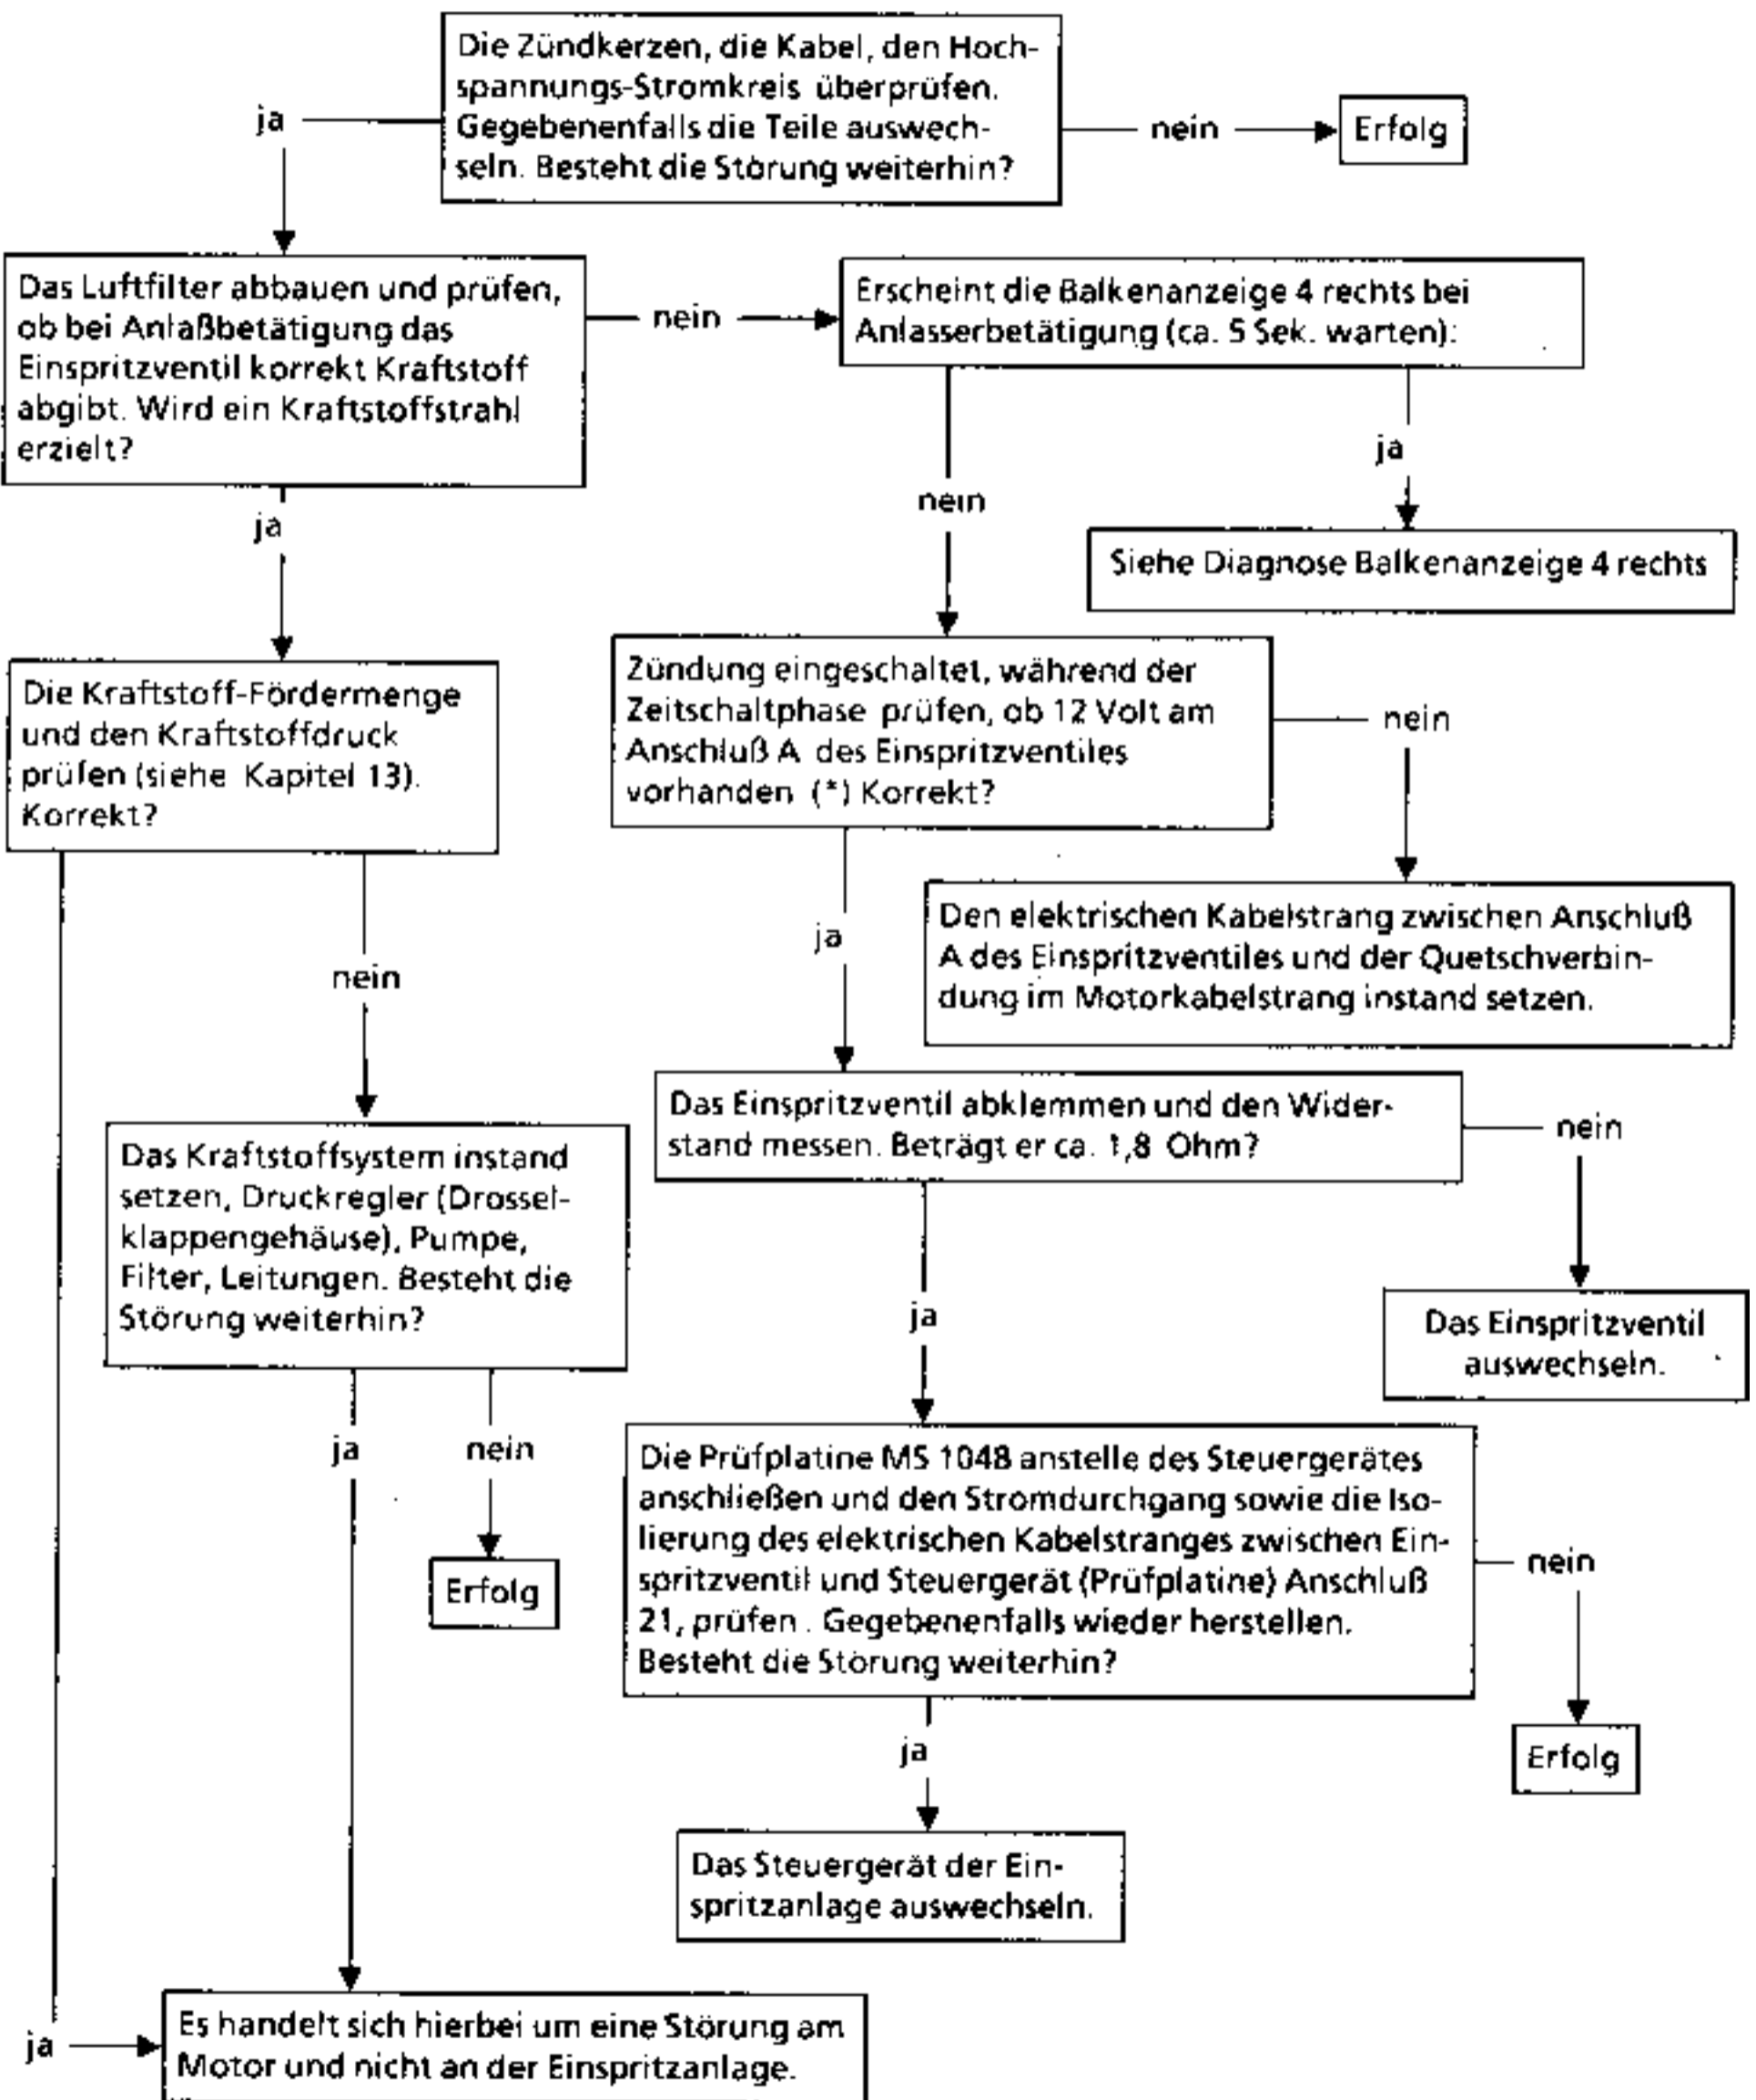 Die Zündkerzen, die Kabel, den Hoch-
spannungs-Stromkreis überprüfen.
Gegebenenfalls die Teile auswech-
seln. Besteht die Störung weiterhin?
ja
nein
Erfolg
Das Luftfilter abbauen und prüfen,
ob bei Anlaßbetätigung das
Einspritzventil korrekt Kraftstoff
abgibt. Wird ein Kraftstoffstrahl
erzielt?
nein
Erscheint die Balkenanzeige 4 rechts bei
Anlasserbetätigung (ca. 5 Sek. warten):
ja
nein
ja
Siehe Diagnose Balkenanzeige 4 rechts
Die Kraftstoff-Fördermenge
und den Kraftstoffdruck
prüfen (siehe Kapitel 13).
Korrekt?
Zündung eingeschaltet, während der
Zeitschaltphase prüfen, ob 12 Volt am
Anschluß A des Einspritzventiles
vorhanden (*) Korrekt?
nein
nein
ja
Den elektrischen Kabelstrang zwischen Anschluß
A des Einspritzventiles und der Quetschverbin-
dung im Motorkabelstrang instand setzen.
Das Einspritzventil abklemmen und den Wider-
stand messen. Beträgt er ca. 1,8 Ohm?
nein
Das Kraftstoffsystem instand
setzen, Druckregler (Drossel-
klappengehäuse), Pumpe,
Filter, Leitungen. Besteht die
Störung weiterhin?
ja
Das Einspritzventil
auswechseln.
ja
nein
Erfolg
Die Prüfplatine MS 1048 anstelle des Steuergerätes
anschließen und den Stromdurchgang sowie die Iso-
lierung des elektrischen Kabelstranges zwischen Ein-
spritzventil und Steuergerät (Prüfplatine) Anschluß
21, prüfen . Gegebenenfalls wieder herstellen.
Besteht die Störung weiterhin?
nein
ja
Erfolg
Das Steuergerät der Ein-
spritzanlage auswechseln.
ja
Es handelt sich hierbei um eine Störung am
Motor und nicht an der Einspritzanlage.